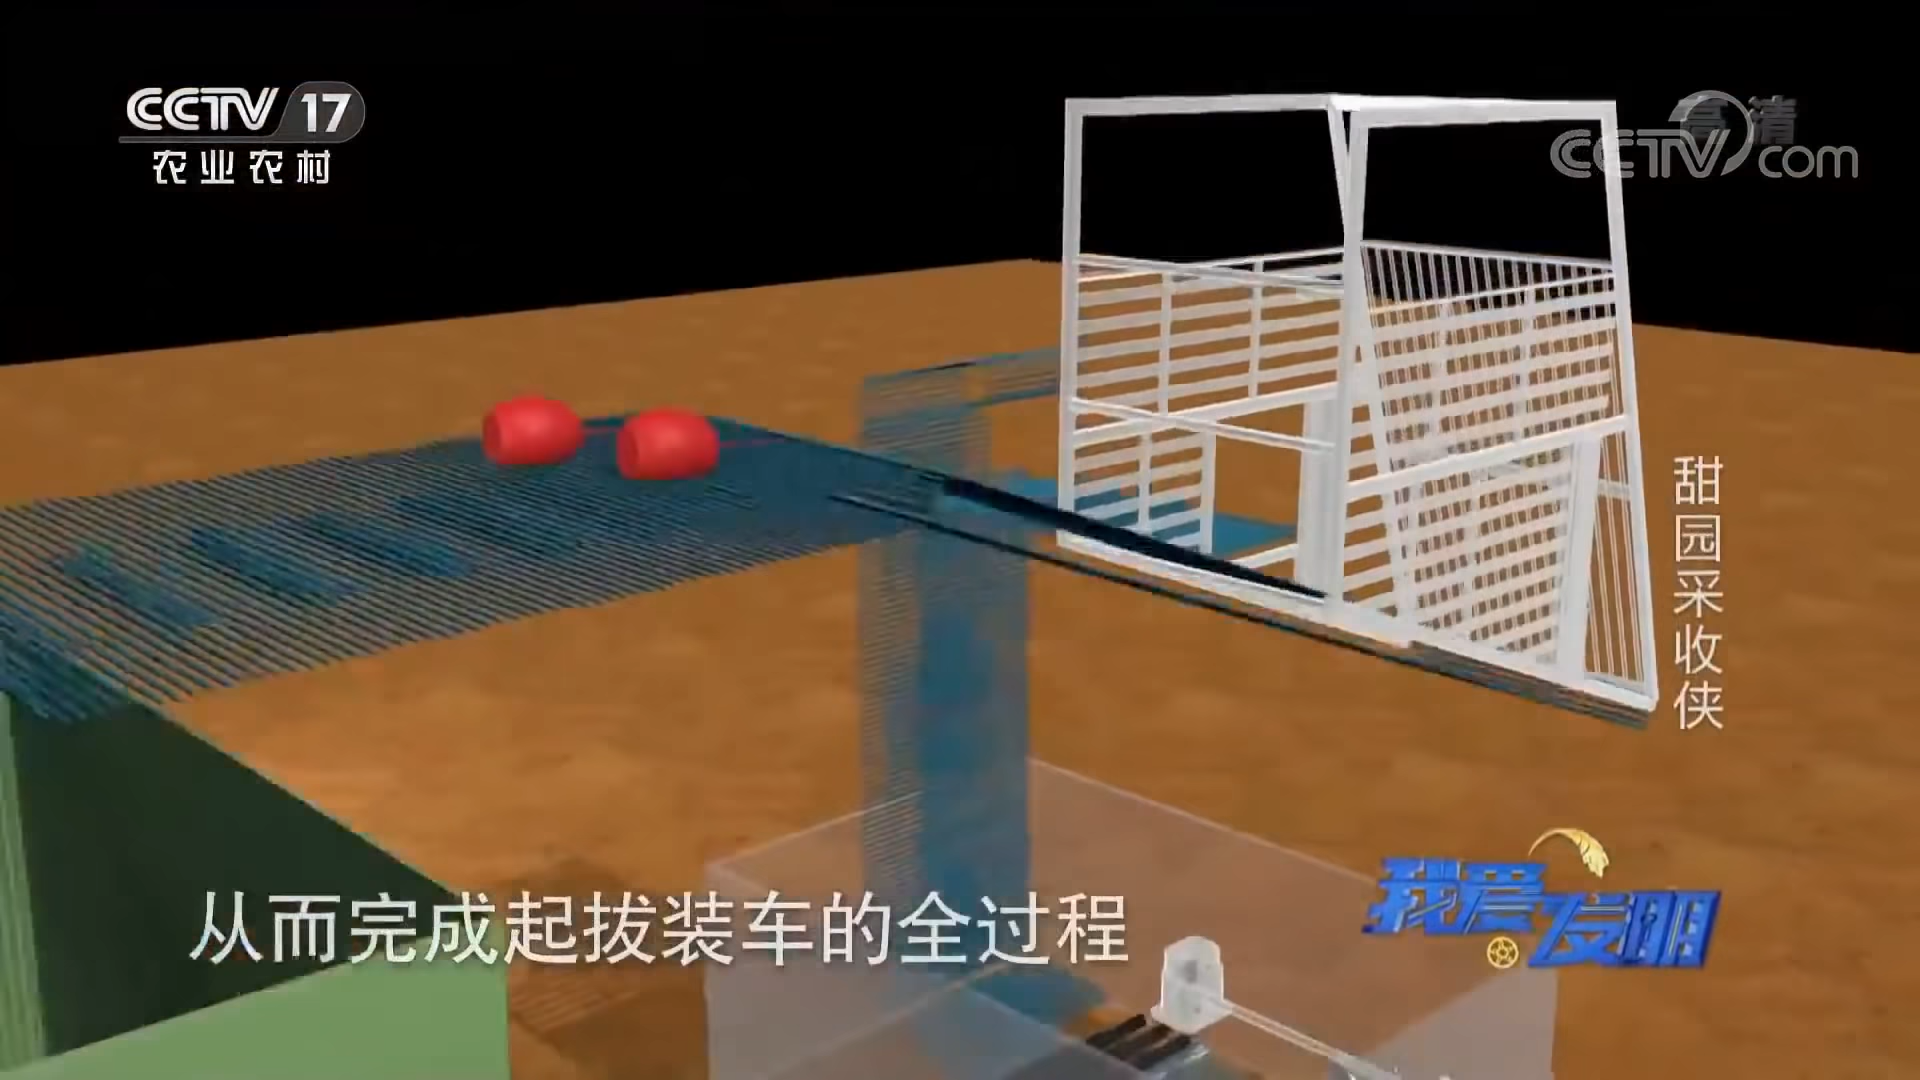 CCTV 17
农业农村
高清
CCTV com
甜园采收侠
我爱发明
从而完成起拔装车的全过程